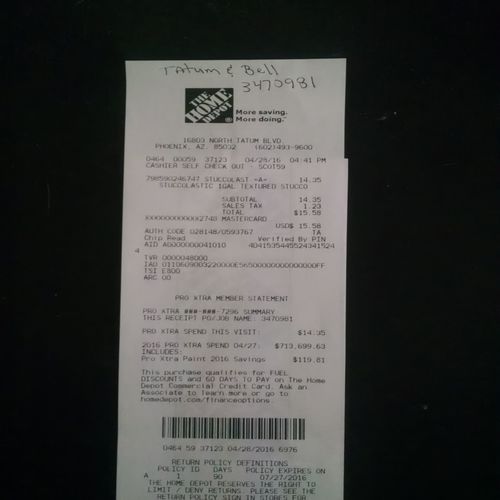 Tatum & Bell
3470981
THE HOME DEPOT
More saving.
More doing.
16803 NORTH TATUM BLVD
PHOENIX, AZ. 85032 (602)493-9600
0464 00059 37123 04/28/16 04:41 PM
CASHIER SELF CHECK OUT - SCOT59
798590246747 STUCCOLAST <A> 14.35
STUCCOLASTIC 1GAL TEXTURED STUCCO
SUBTOTAL 14.35
SALES TAX 1.23
TOTAL $15.58
XXXXXXXXXXXX2740 MASTERCARD
USD$ 15.58
AUTH CODE 028148/0593767 TA
Chip Read Verified By PIN
AID A0000000041010 4D415354455243415244
TVR 0000048000
IAD 0110609003220000E56500000000000000FF
TSI E800
ARC 00
PRO XTRA MEMBER STATEMENT
PRO XTRA ###-###-7296 SUMMARY
THIS RECEIPT PO/JOB NAME: 3470981
PRO XTRA SPEND THIS VISIT: $14.35
2016 PRO XTRA SPEND 04/27: $713,699.63
INCLUDES:
Pro Xtra Paint 2016 Savings $119.81
This purchase qualifies for FUEL
DISCOUNTS and 60 DAYS TO PAY on The Home
Depot Commercial Credit Card. Ask an
Associate to learn more or go to
homedepot.com/financeoptions.
0464 59 37123 04/28/2016 6976
RETURN POLICY DEFINITIONS
POLICY ID DAYS POLICY EXPIRES ON
A 1 90 07/27/2016
THE HOME DEPOT RESERVES THE RIGHT TO
LIMIT / DENY RETURNS. PLEASE SEE THE
RETURN POLICY SIGN IN STORES FOR